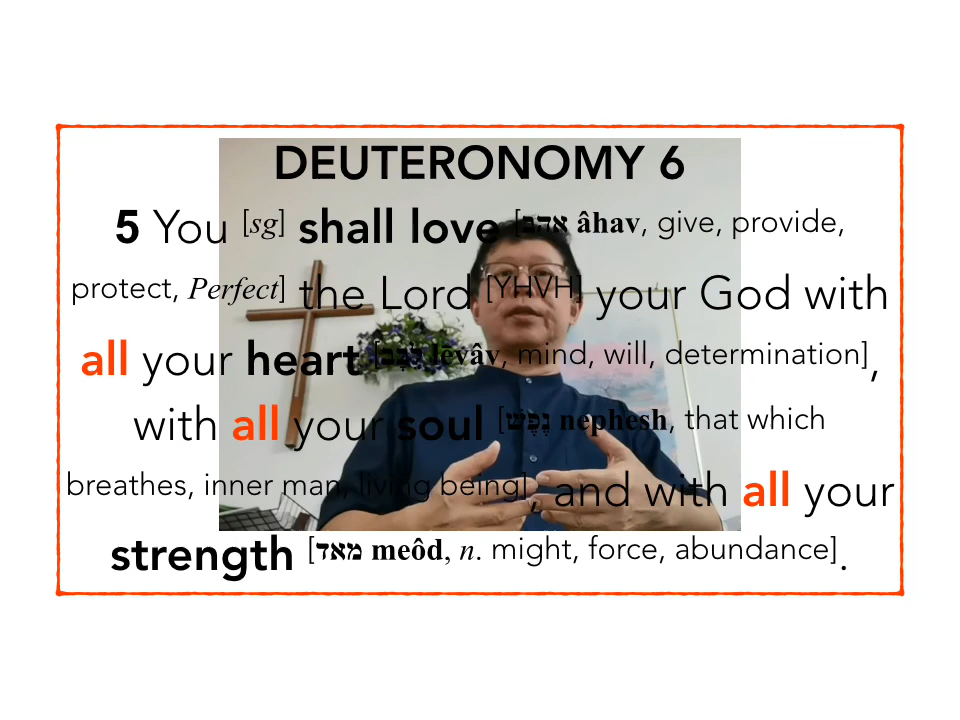 DEUTERONOMY 6
5 You [sg] shall love [אהב âhav, give, provide,
protect, Perfect] the Lord [YHVH] your God with
all your heart [לֵבָב levâv, mind, will, determination],
with all your soul [נֶפֶשׁ nephesh, that which
breathes, inner man, living being], and with all your
strength [מאד meôd, n. might, force, abundance].